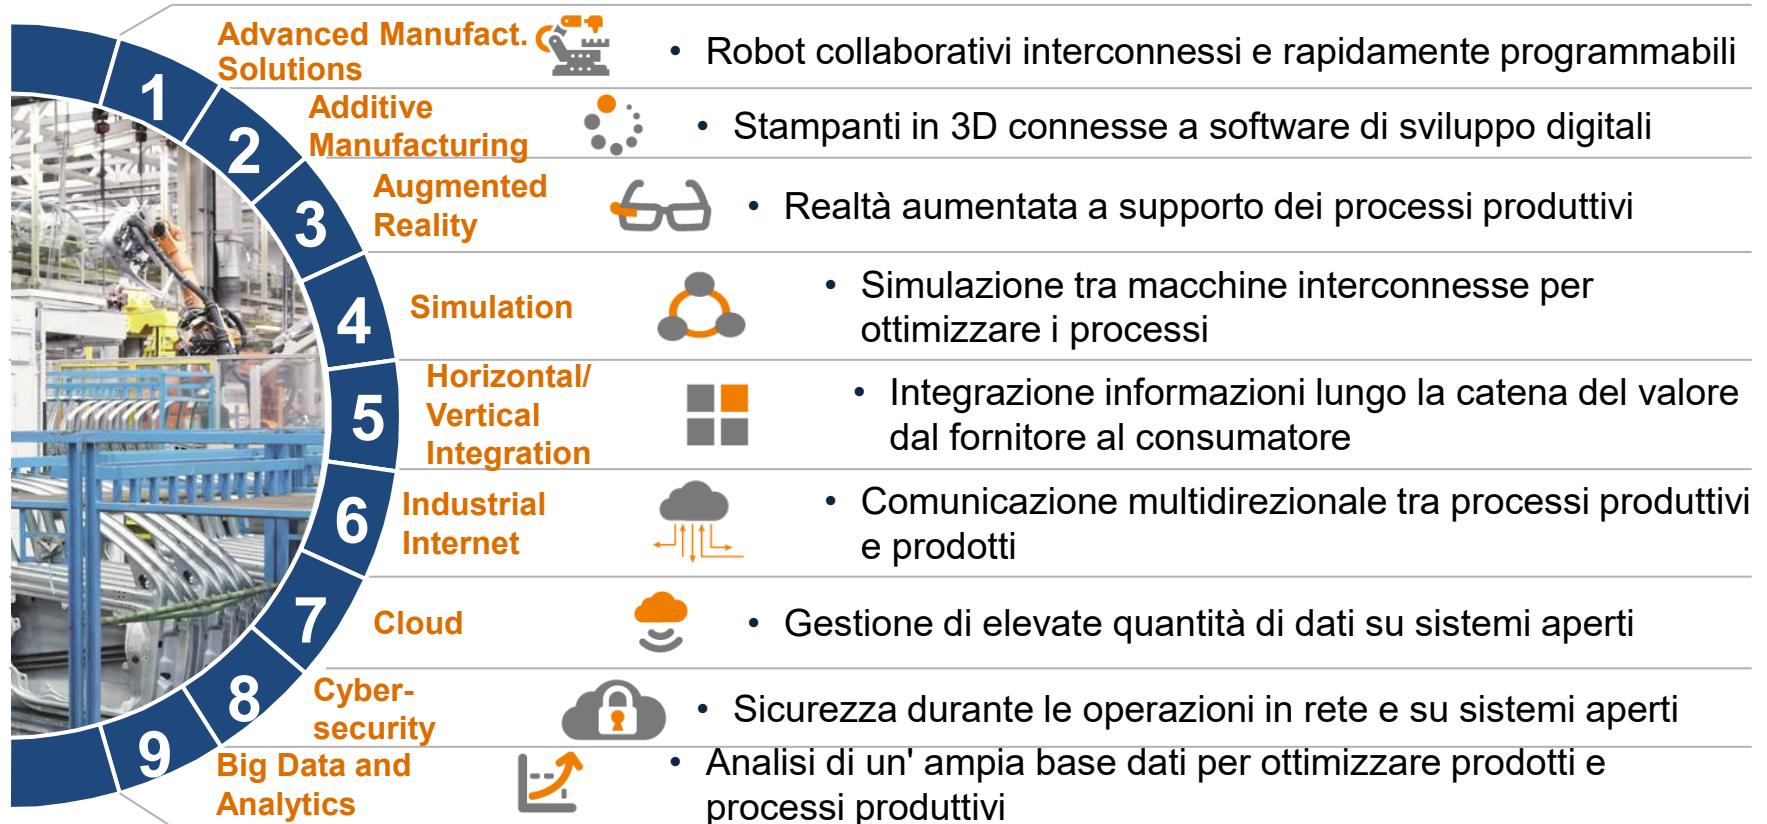 1
Advanced Manufact.
Solutions
• Robot collaborativi interconnessi e rapidamente programmabili
2
Additive
Manufacturing
• Stampanti in 3D connesse a software di sviluppo digitali
3
Augmented
Reality
• Realtà aumentata a supporto dei processi produttivi
4
Simulation
• Simulazione tra macchine interconnesse per
ottimizzare i processi
5
Horizontal/
Vertical
Integration
• Integrazione informazioni lungo la catena del valore
dal fornitore al consumatore
6
Industrial
Internet
• Comunicazione multidirezionale tra processi produttivi
e prodotti
7
Cloud
• Gestione di elevate quantità di dati su sistemi aperti
8
Cyber-
security
• Sicurezza durante le operazioni in rete e su sistemi aperti
9
Big Data and
Analytics
• Analisi di un' ampia base dati per ottimizzare prodotti e
processi produttivi